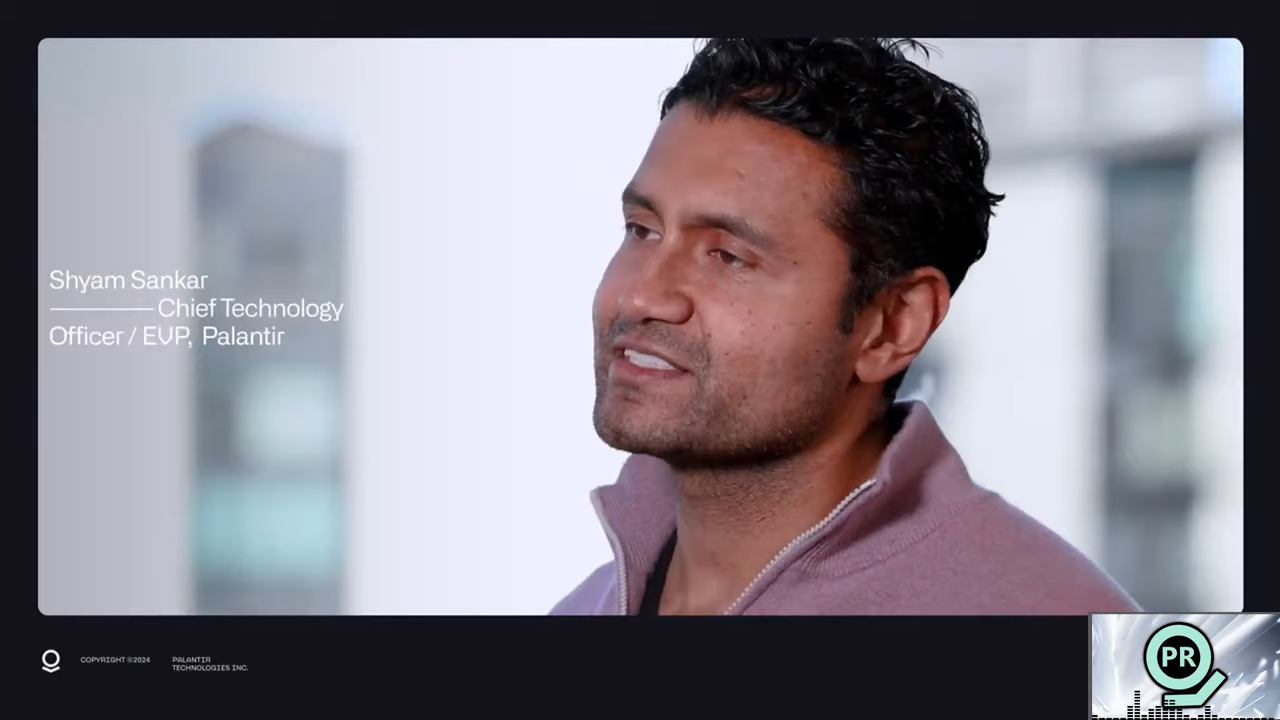 Shyam Sankar
Chief Technology
Officer / EVP, Palantir
COPYRIGHT ©2024
PALANTIR
TECHNOLOGIES INC.
PR